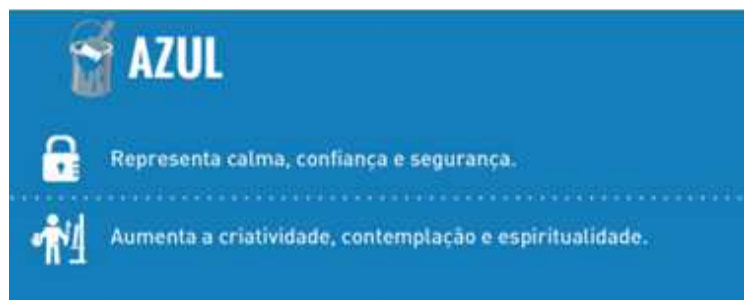 AZUL
Representa calma, confiança e segurança.
Aumenta a criatividade, contemplação e espiritualidade.